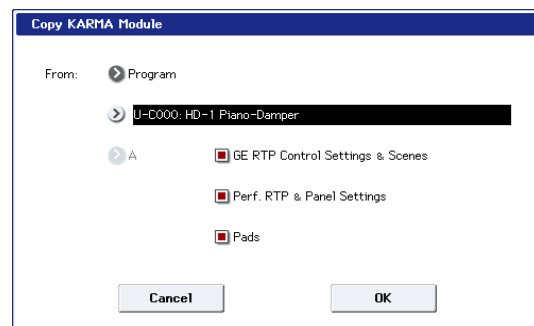 Copy KARMA Module
From: Program
U-C000: HD-1 Piano-Damper
A GE RTP Control Settings & Scenes
Perf. RTP & Panel Settings
Pads
Cancel OK